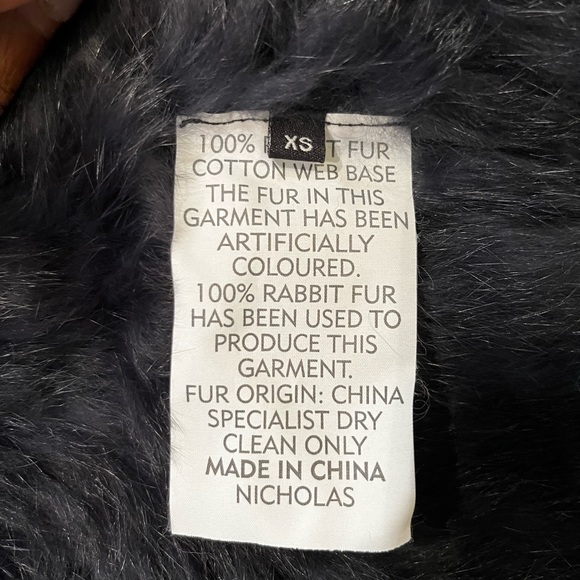 XS
100% R T FUR
COTTON WEB BASE
THE FUR IN THIS
GARMENT HAS BEEN
ARTIFICIALLY
COLOURED.
100% RABBIT FUR
HAS BEEN USED TO
PRODUCE THIS
GARMENT.
FUR ORIGIN: CHINA
SPECIALIST DRY
CLEAN ONLY
MADE IN CHINA
NICHOLAS